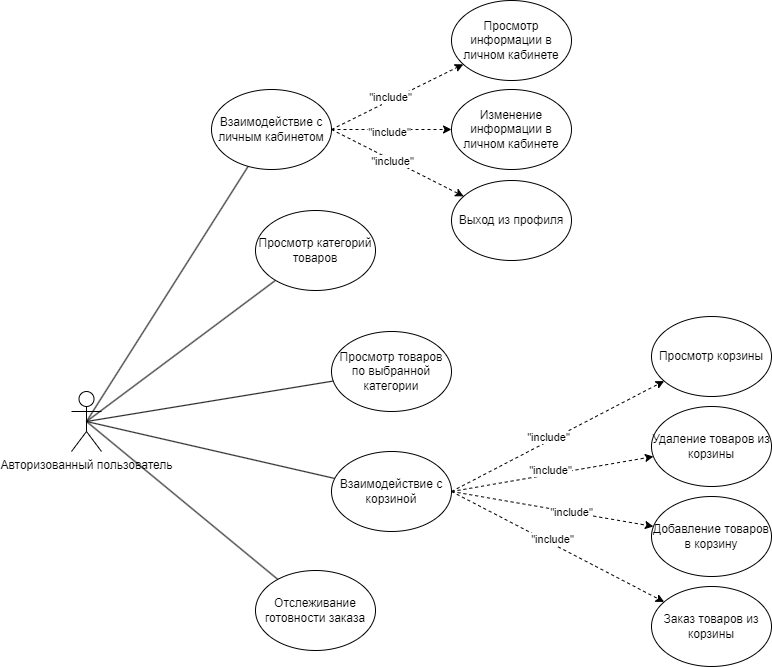 Просмотр
информации в
личном кабинете
"include"
Взаимодействие с
личным кабинетом
"include"
Изменение
информации в
личном кабинете
"include"
Выход из профиля
Просмотр категорий
товаров
Просмотр товаров
по выбранной
категории
Просмотр корзины
Авторизованный пользователь
"include"
Удаление товаров из
корзины
"include"
Взаимодействие с
корзиной
"include"
Добавление товаров
в корзину
"include"
Отслеживание
готовности заказа
Заказ товаров из
корзины